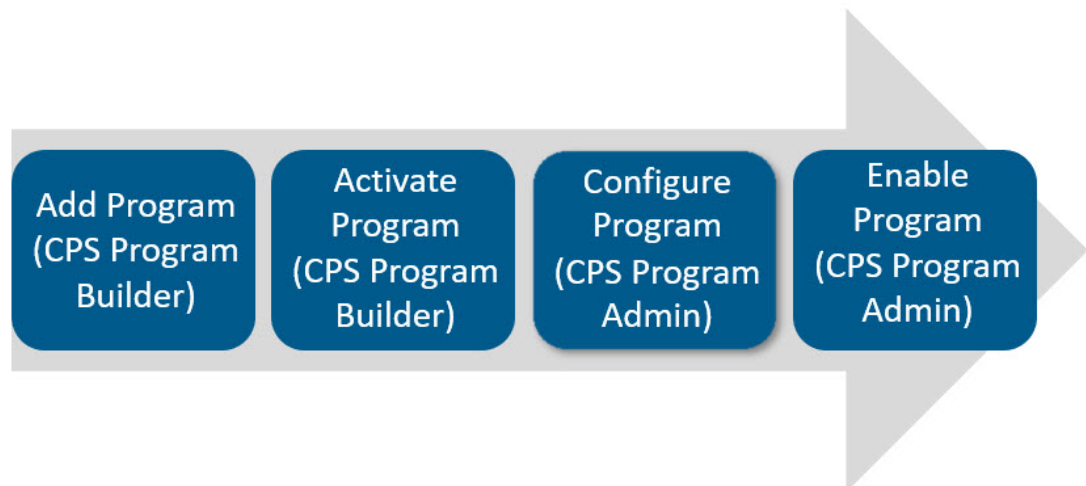 Add Program
(CPS Program
Builder)
Activate
Program
(CPS Program
Builder)
Configure
Program
(CPS Program
Admin)
Enable
Program
(CPS Program
Admin)